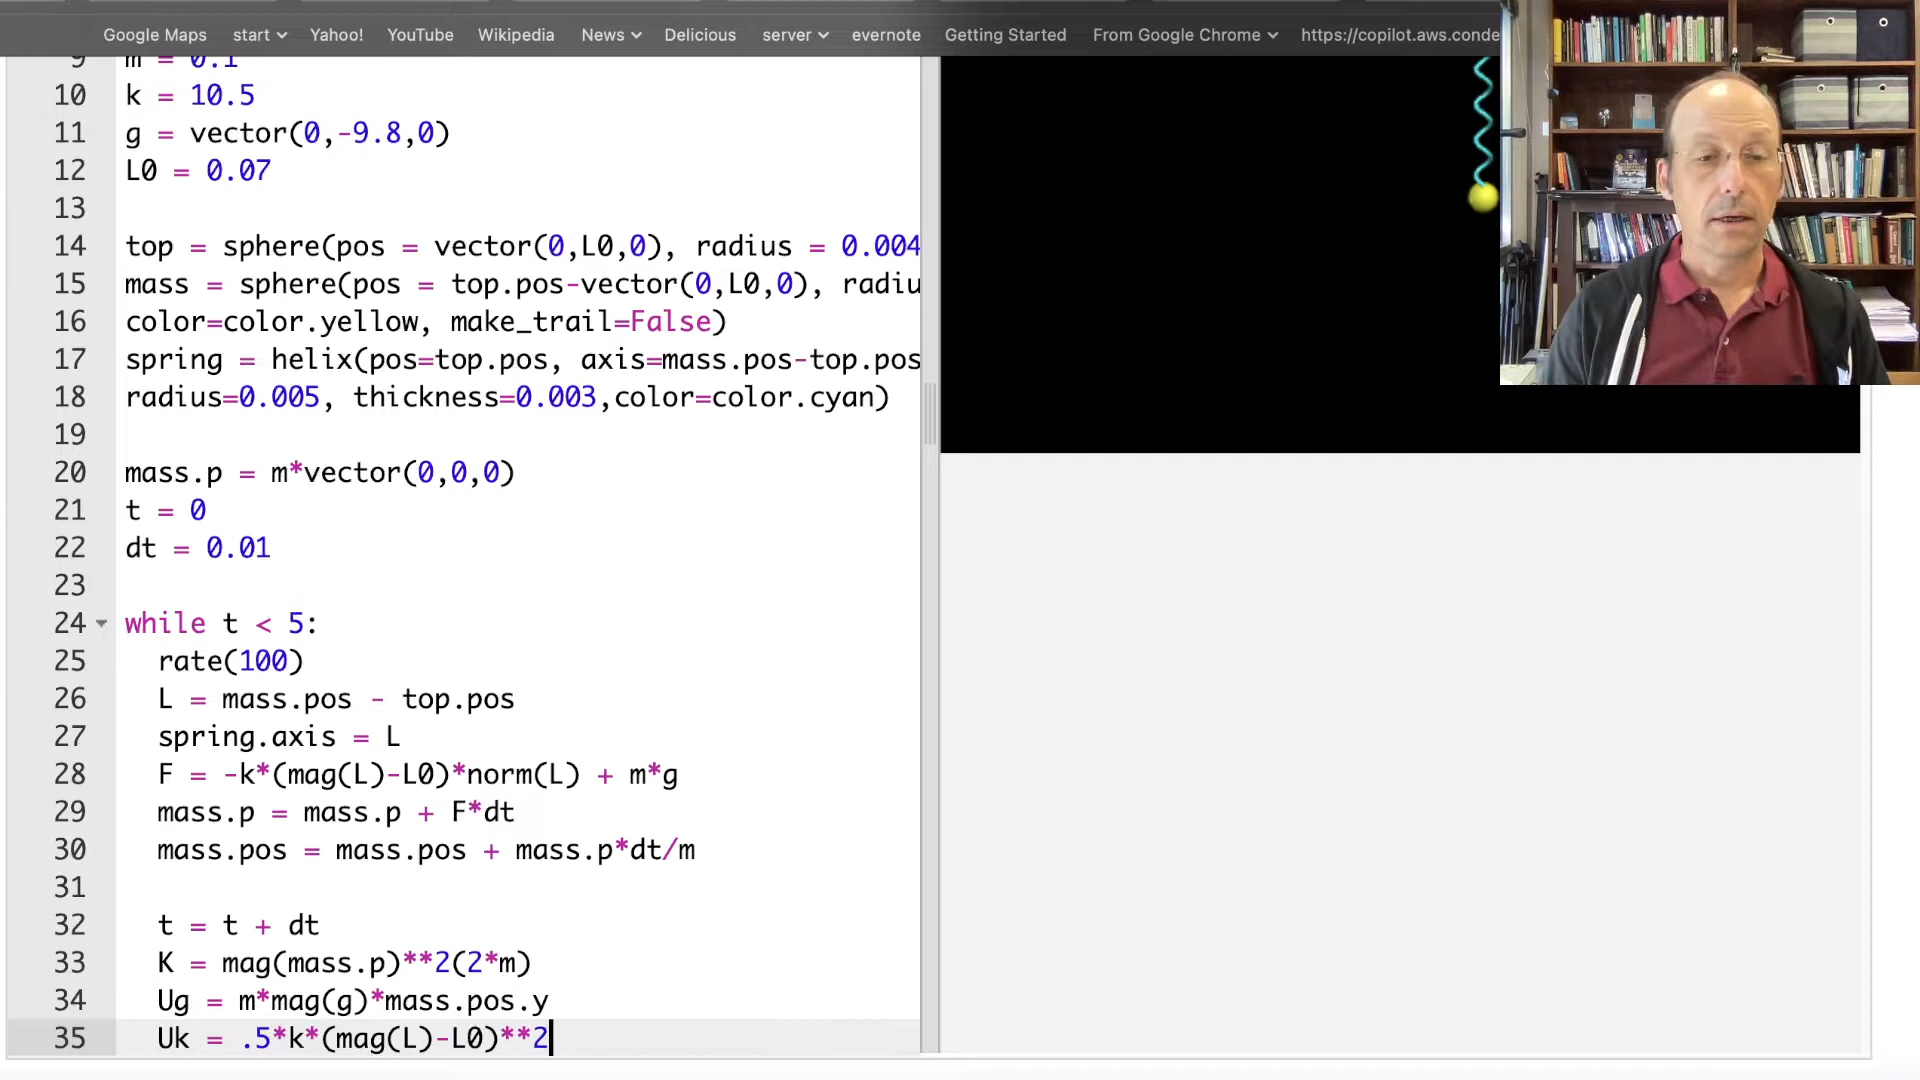 Google Maps start Yahoo! YouTube Wikipedia News Delicious server evernote Getting Started From Google Chrome https://copilot.aws.conde
9 m = 0.1
10 k = 10.5
11 g = vector(0,-9.8,0)
12 L0 = 0.07
13
14 top = sphere(pos = vector(0,L0,0), radius = 0.004
15 mass = sphere(pos = top.pos-vector(0,L0,0), radiu
16 color=color.yellow, make_trail=False)
17 spring = helix(pos=top.pos, axis=mass.pos-top.pos
18 radius=0.005, thickness=0.003,color=color.cyan)
19
20 mass.p = m*vector(0,0,0)
21 t = 0
22 dt = 0.01
23
24 while t < 5:
25 rate(100)
26 L = mass.pos - top.pos
27 spring.axis = L
28 F = -k*(mag(L)-L0)*norm(L) + m*g
29 mass.p = mass.p + F*dt
30 mass.pos = mass.pos + mass.p*dt/m
31
32 t = t + dt
33 K = mag(mass.p)**2(2*m)
34 Ug = m*mag(g)*mass.pos.y
35 Uk = .5*k*(mag(L)-L0)**2